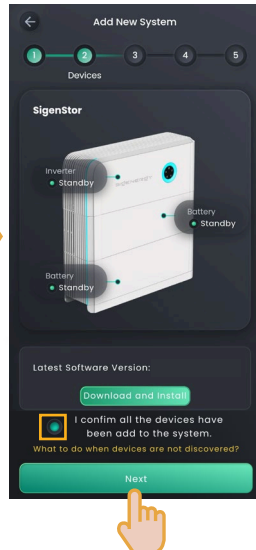 Add New System
1
2
3
4
5
Devices
SigenStor
Inverter
Standby
Battery
Standby
Battery
Standby
Latest Software Version:
Download and Install
I confim all the devices have
been add to the system.
What to do when devices are not discovered?
Next